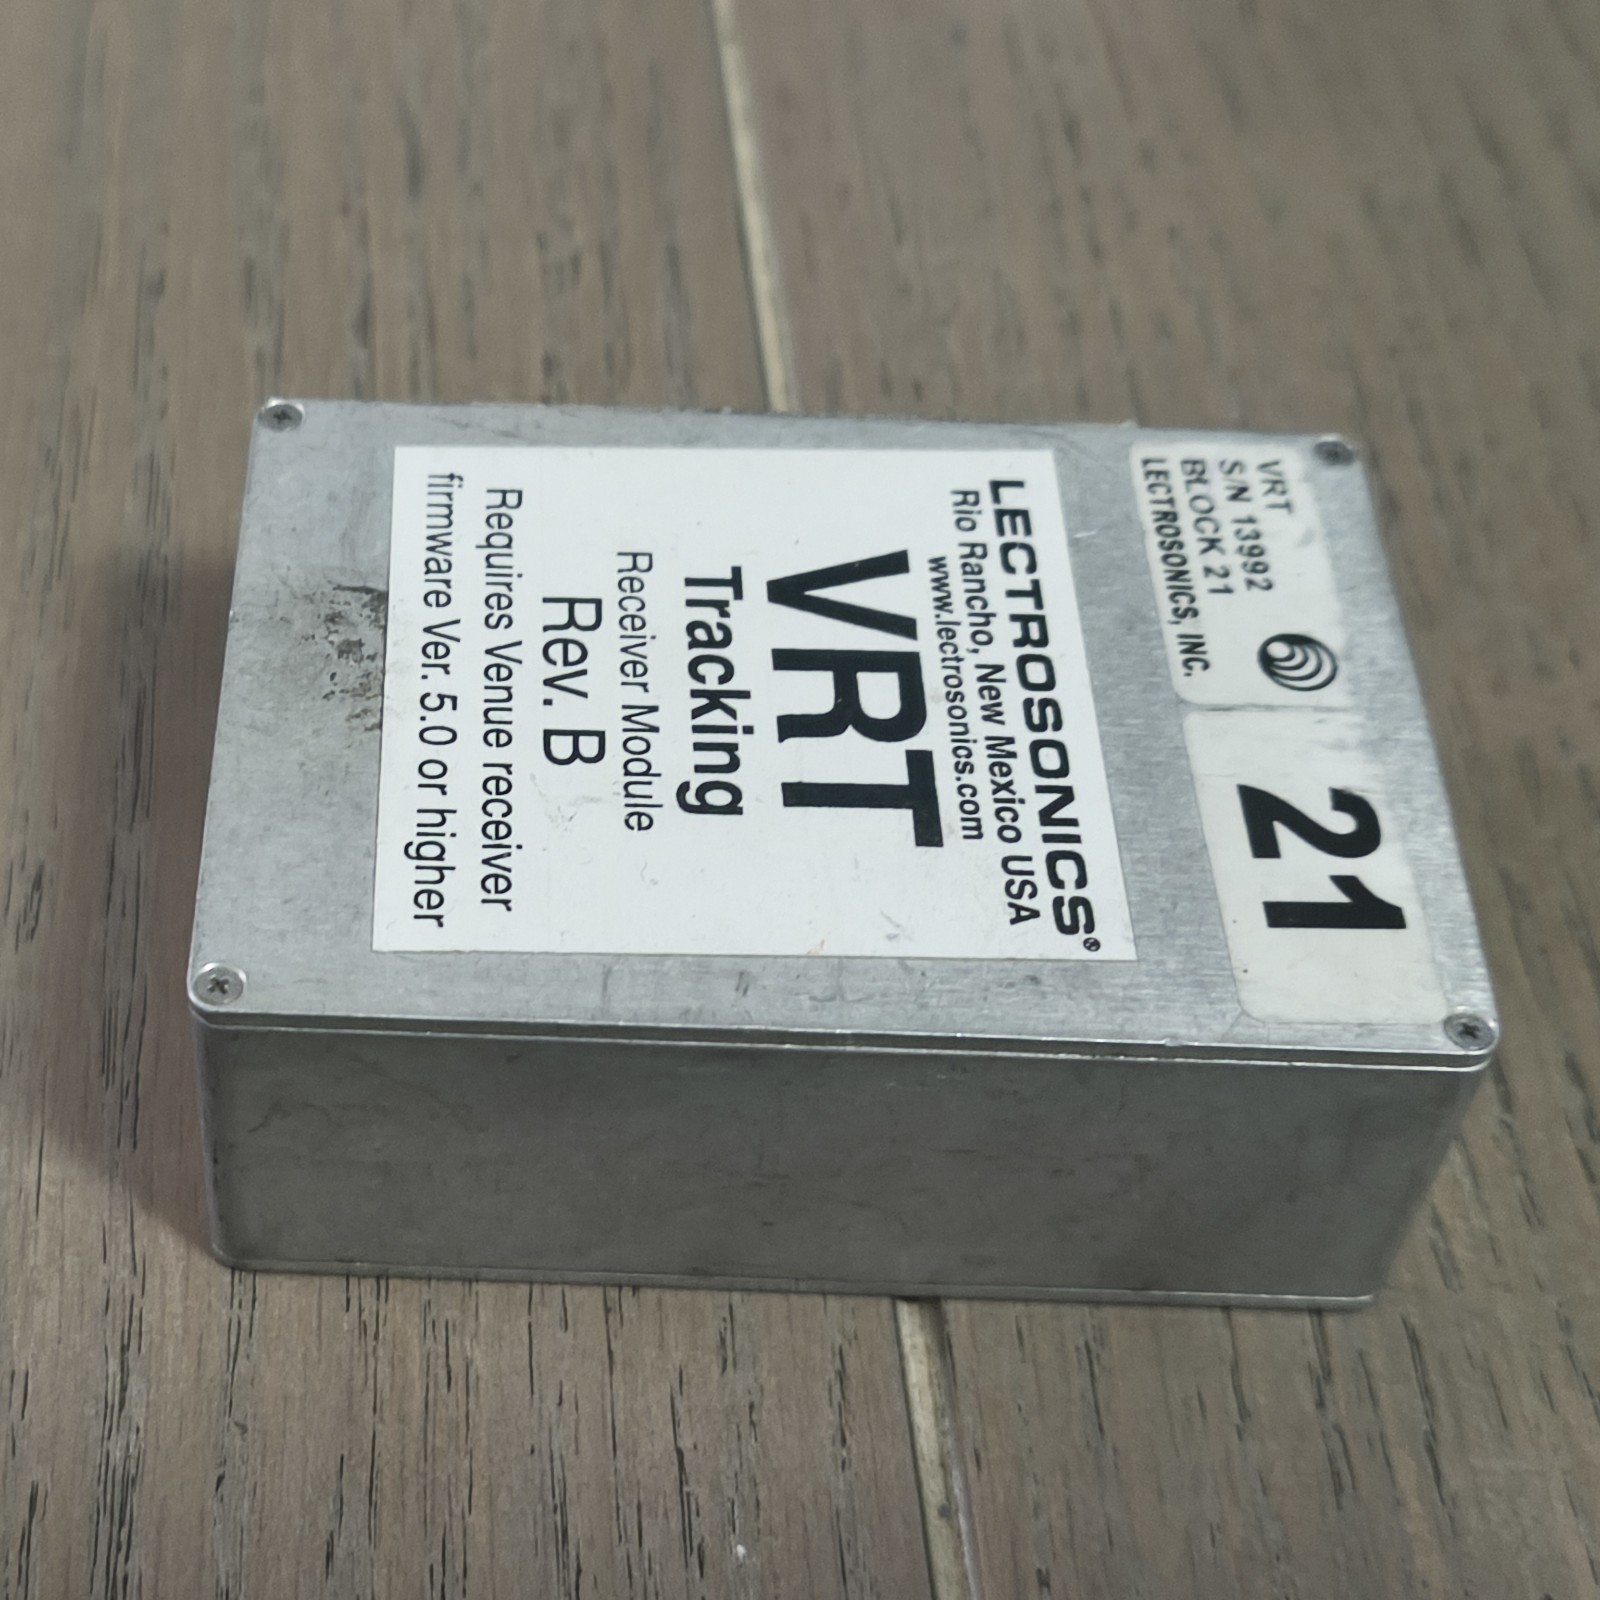 VRT
S/N 13992
BLOCK 21
LECTROSONICS, INC.
21
LECTROSONICS®
Rio Rancho, New Mexico USA
www.lectrosonics.com
VRT
Tracking
Receiver Module
Rev. B
Requires Venue receiver
firmware Ver. 5.0 or higher